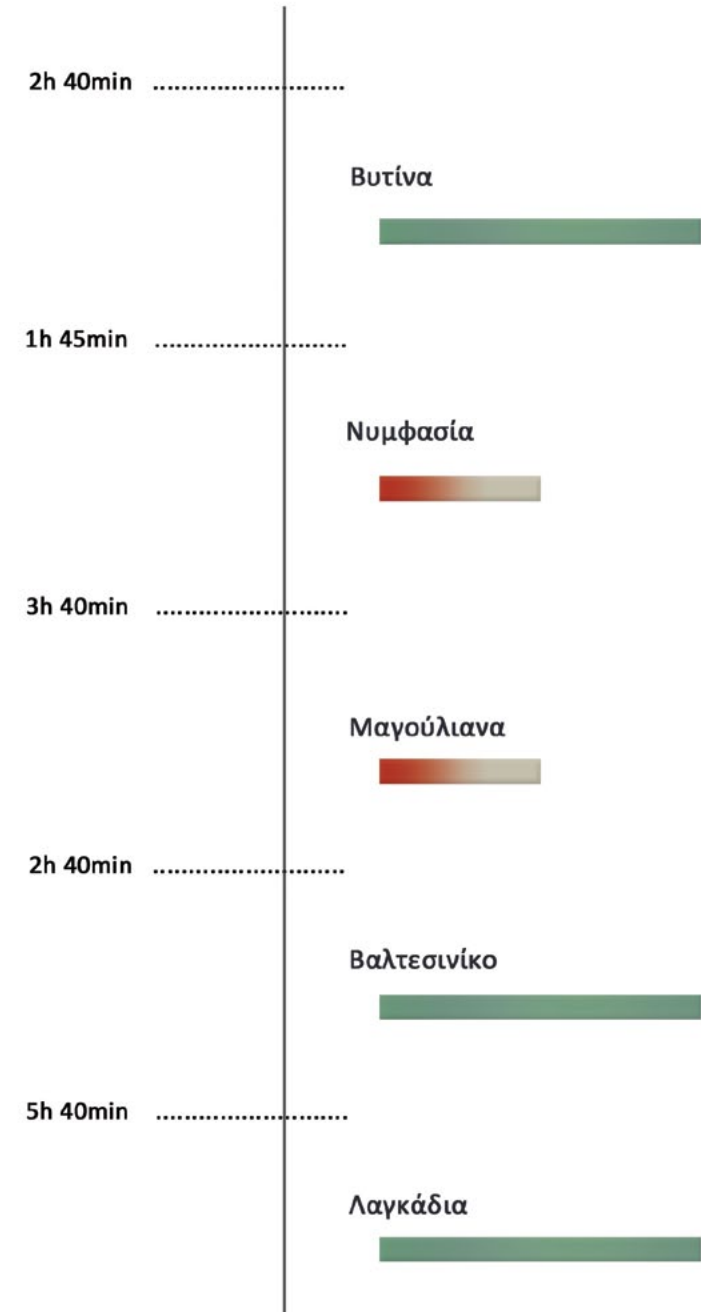 2h 40min
Βυτίνα
1h 45min
Νυμφασία
3h 40min
Μαγούλιανα
2h 40min
Βαλτεσινίκο
5h 40min
Λαγκάδια